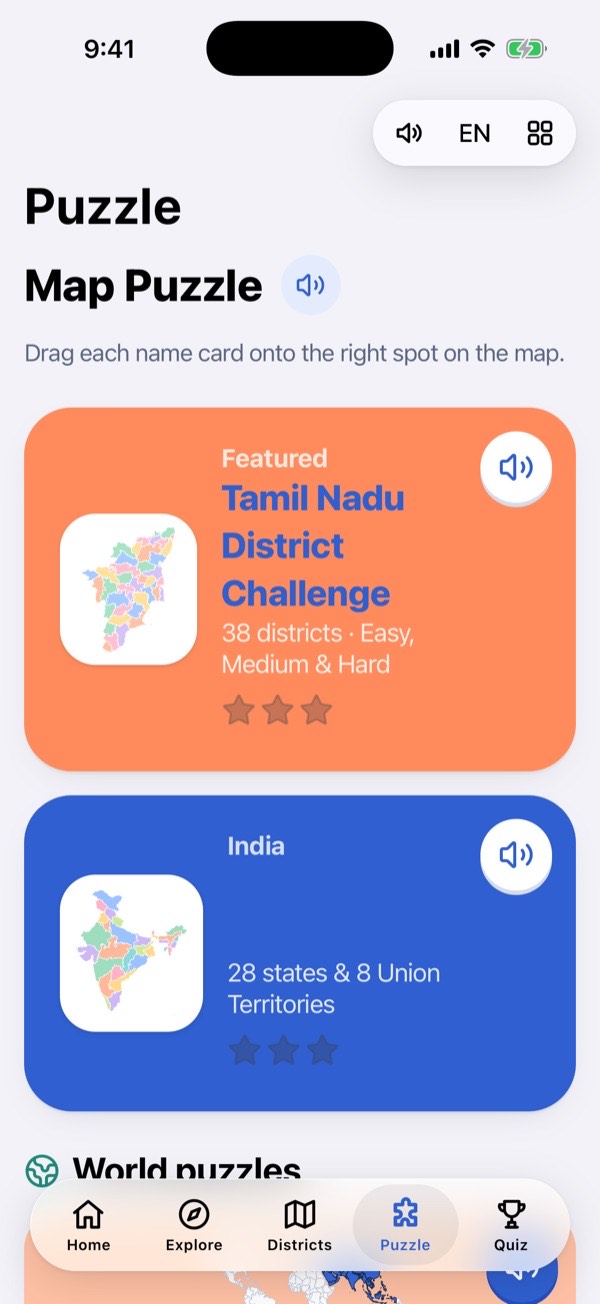 9:41
EN
Puzzle
Map Puzzle
Drag each name card onto the right spot on the map.
Featured
Tamil Nadu
District
Challenge
38 districts · Easy,
Medium & Hard
India
28 states & 8 Union
Territories
World puzzles
Home
Explore
Districts
Puzzle
Quiz